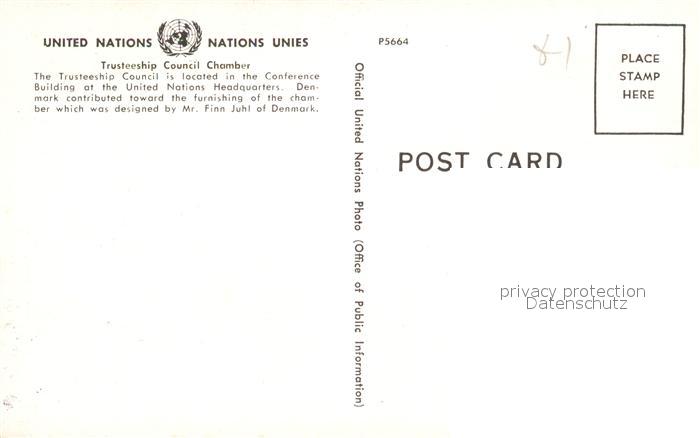 UNITED NATIONS NATIONS UNIES
Trusteeship Council Chamber
The Trusteeship Council is located in the Conference
Building at the United Nations Headquarters. Den-
mark contributed toward the furnishing of the cham-
ber which was designed by Mr. Finn Juhl of Denmark.
Official United Nations Photo (Office of Public Information)
P5664
PLACE
STAMP
HERE
POST CARD
privacy protection
Datenschutz